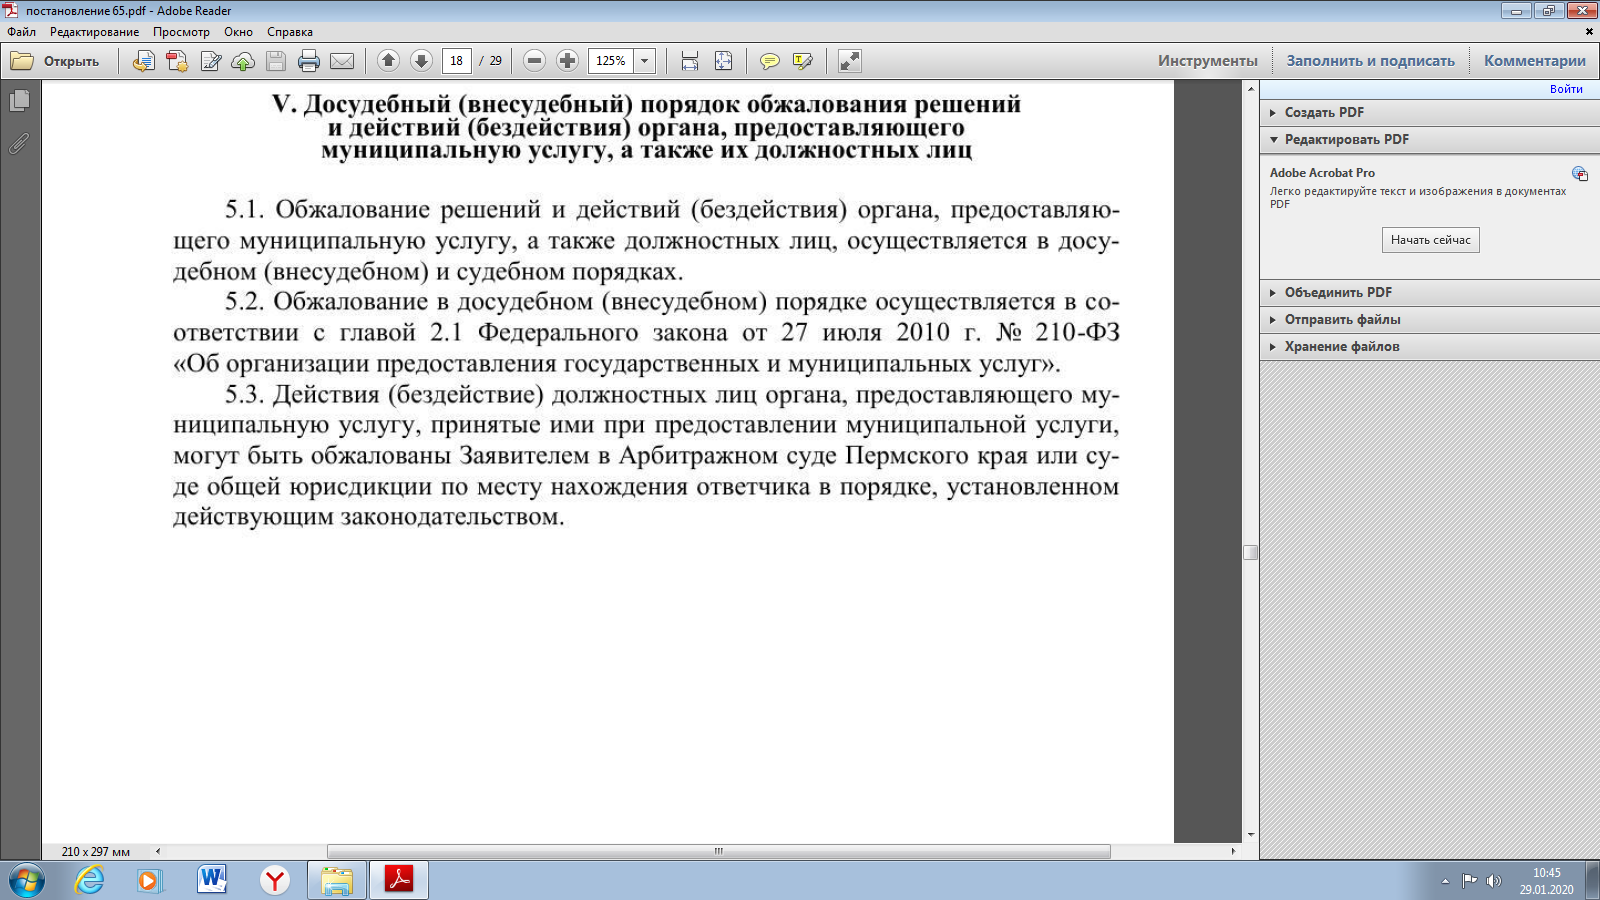 постановление 65.pdf - Adobe Reader
Файл Редактирование Просмотр Окно Справка
Открыть 18 / 29 125% Инструменты Заполнить и подписать Комментарии
Войти
Создать PDF
Редактировать PDF
Adobe Acrobat Pro
Легко редактируйте текст и изображения в документах
PDF
Начать сейчас
Объединить PDF
Отправить файлы
Хранение файлов
V. Досудебный (внесудебный) порядок обжалования решений
и действий (бездействия) органа, предоставляющего
муниципальную услугу, а также их должностных лиц
5.1. Обжалование решений и действий (бездействия) органа, предоставляю-
щего муниципальную услугу, а также должностных лиц, осуществляется в досу-
дебном (внесудебном) и судебном порядках.
5.2. Обжалование в досудебном (внесудебном) порядке осуществляется в со-
ответствии с главой 2.1 Федерального закона от 27 июля 2010 г. № 210-ФЗ
«Об организации предоставления государственных и муниципальных услуг».
5.3. Действия (бездействие) должностных лиц органа, предоставляющего му-
ниципальную услугу, принятые ими при предоставлении муниципальной услуги,
могут быть обжалованы Заявителем в Арбитражном суде Пермского края или су-
де общей юрисдикции по месту нахождения ответчика в порядке, установленном
действующим законодательством.
210 x 297 мм
10:45
29.01.2020